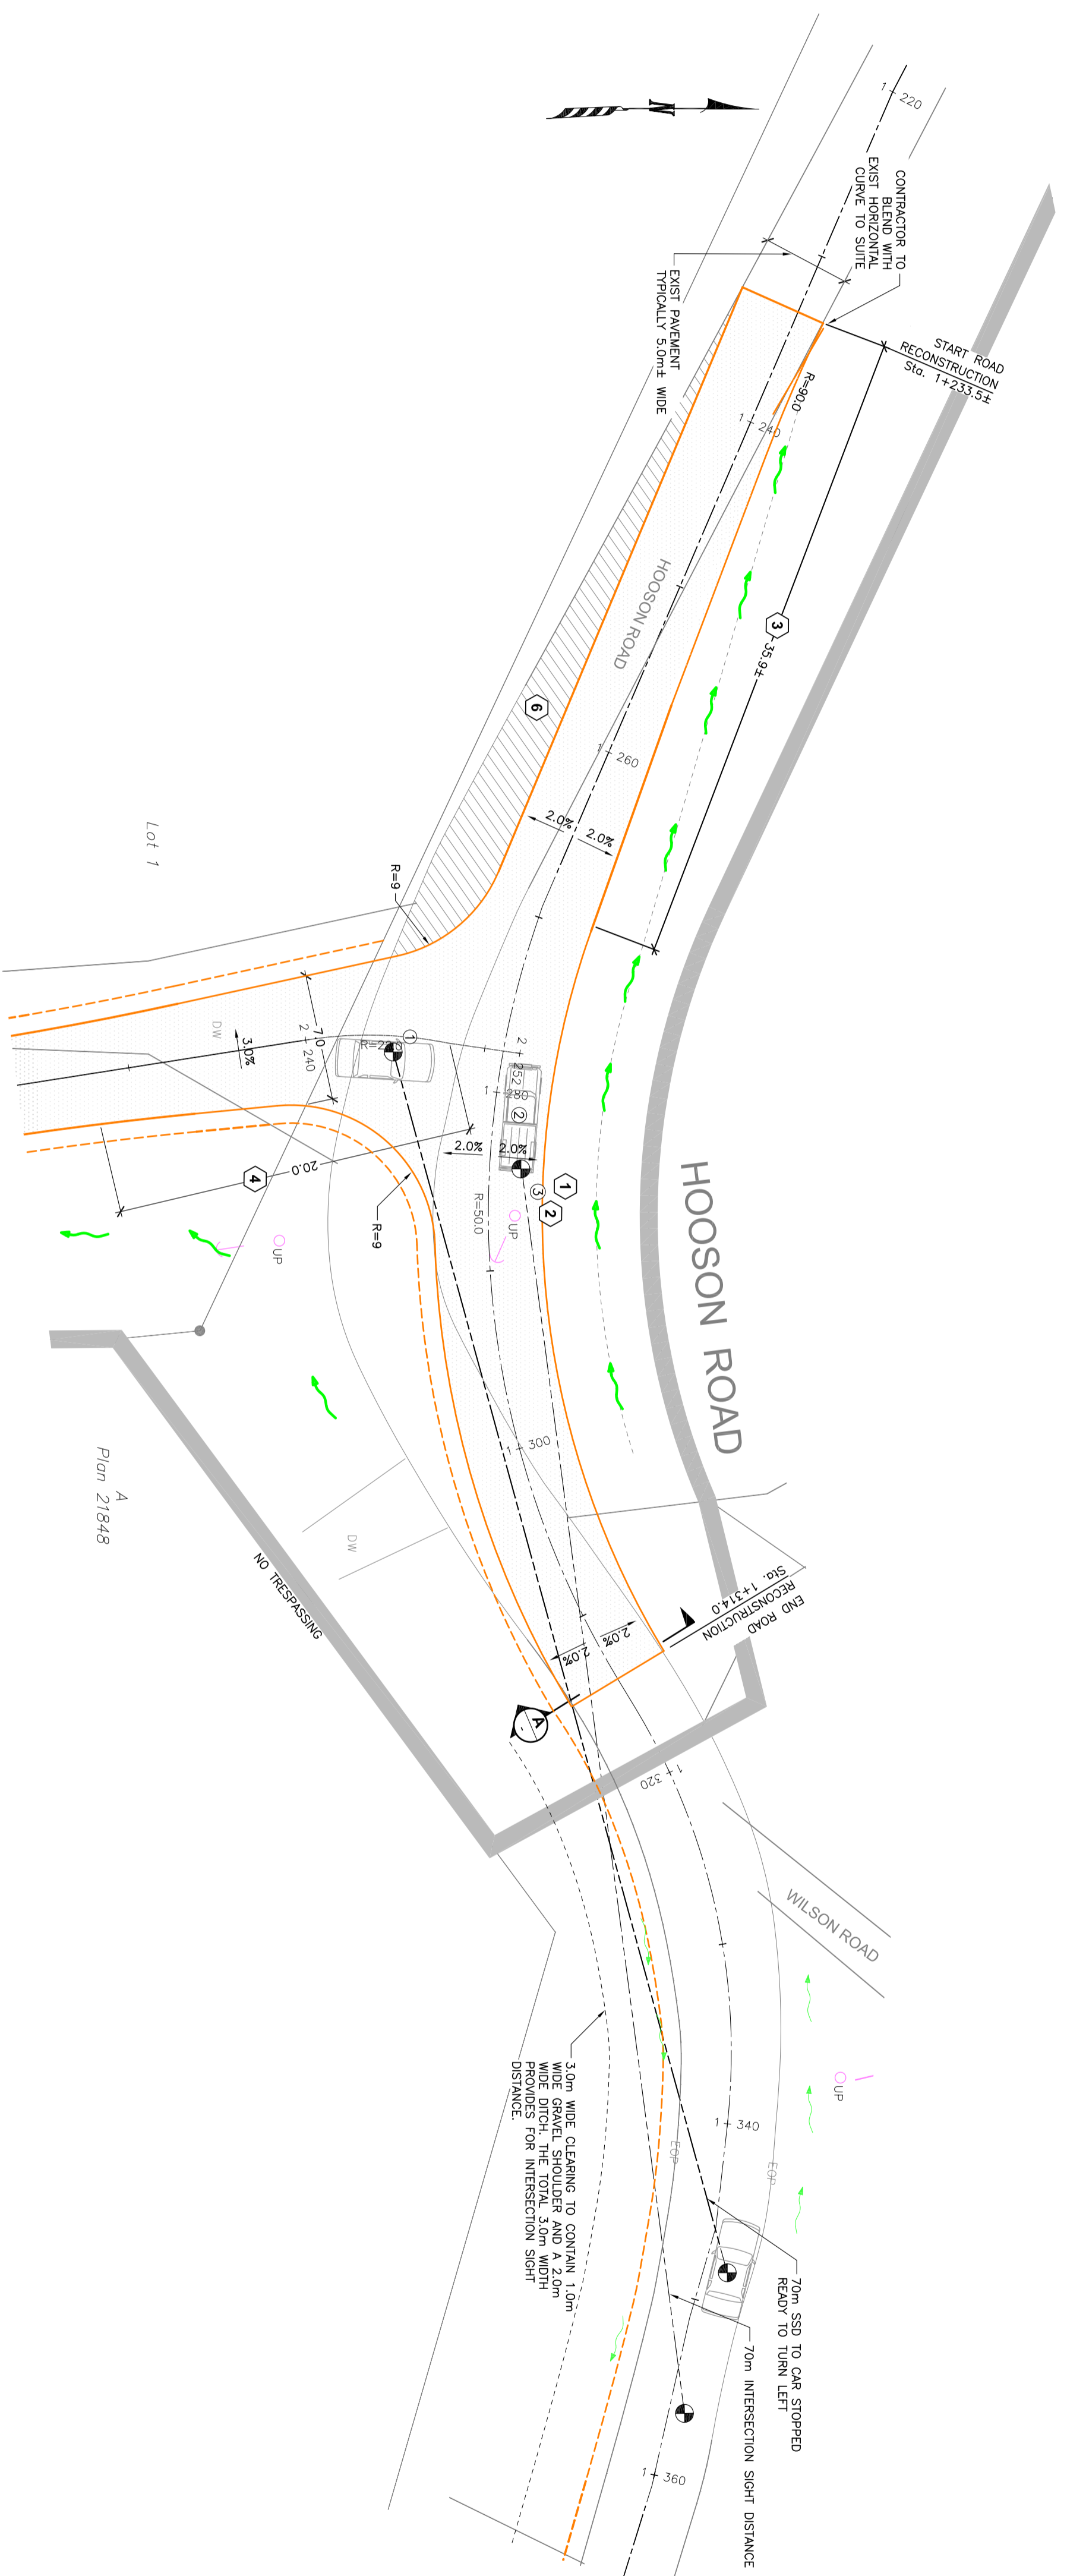 1+220
N
CONTRACTOR TO
BLEND WITH
EXIST HORIZONTAL
CURVE TO SUITE
START ROAD
RECONSTRUCTION
Sta. 1+233.5±
EXIST PAVEMENT
TYPICALLY 5.0m± WIDE
R=90.0
1+240
HOOSON ROAD
3
35.9±
6
1+260
2.0%
2.0%
Lot 1
R=9
DW
3.0%
2+240
7.0
1
2+252
1+280
2
2.0%
2.0%
3
1
2
R=50.0
UP
4
20.0
R=9
UP
HOOSON ROAD
1+300
DW
A
Plan 21848
NO TRESPASSING
END ROAD
RECONSTRUCTION
Sta. 1+314.0
2.0%
2.0%
A
-
1+320
WILSON ROAD
UP
3.0m WIDE CLEARING TO CONTAIN 1.0m
WIDE GRAVEL SHOULDER AND A 2.0m
WIDE DITCH. THE TOTAL 3.0m WIDTH
PROVIDES FOR INTERSECTION SIGHT
DISTANCE.
1+340
EOP
EOP
70m SSD TO CAR STOPPED
READY TO TURN LEFT
70m INTERSECTION SIGHT DISTANCE
1+360